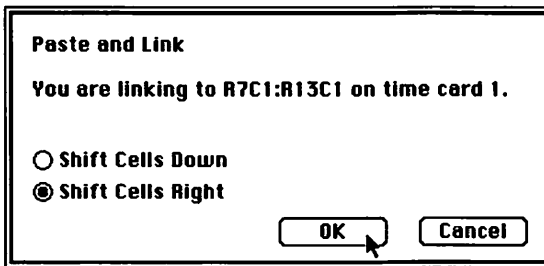 Paste and Link
You are linking to R7C1:R13C1 on time card 1.
Shift Cells Down
Shift Cells Right
OK
Cancel